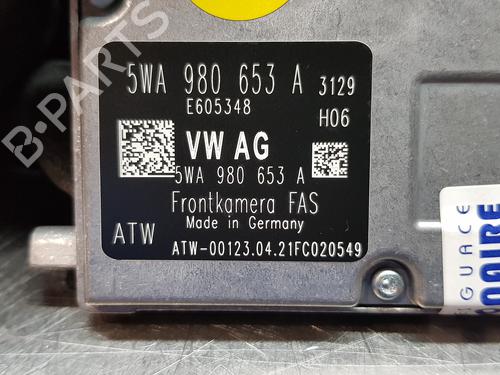 5WA 980 653 A 3129
E605348 H06
VW AG
5WA 980 653 A
Frontkamera FAS
Made in Germany
ATW
ATW-00123.04.21FC020549
B-PARTS